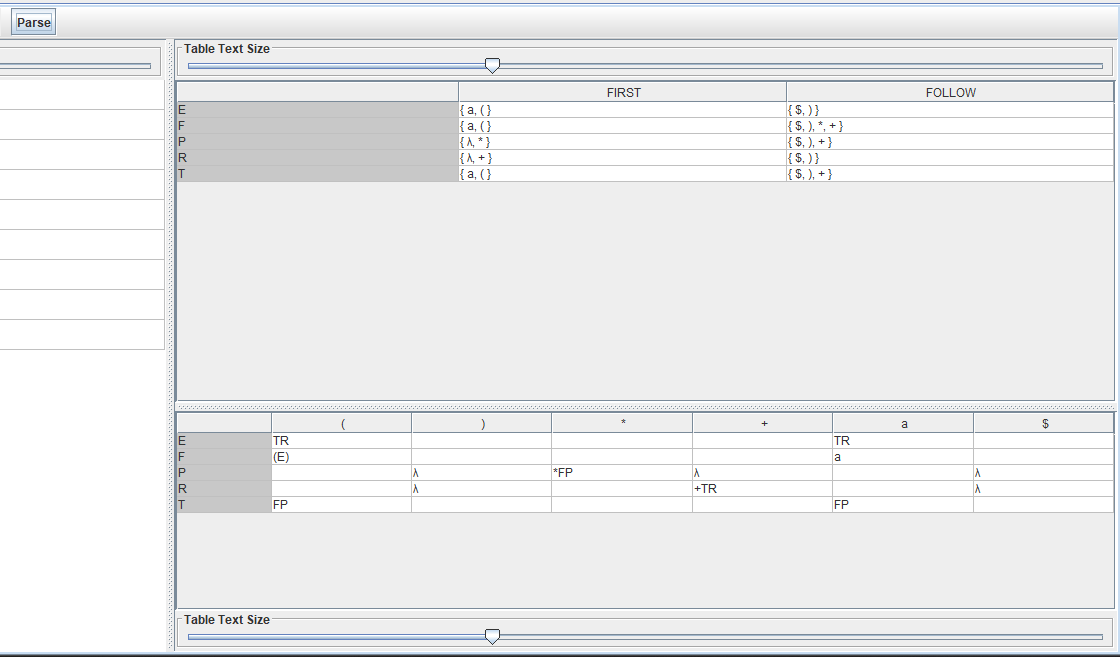 Parse
Table Text Size
FIRST FOLLOW
E { a, ( } { $, ) }
F { a, ( } { $, ), *, + }
P { λ, * } { $, ), + }
R { λ, + } { $, ) }
T { a, ( } { $, ), + }
( ) * + a $
E TR TR
F (E) a
P λ *FP λ λ
R λ +TR λ
T FP FP
Table Text Size